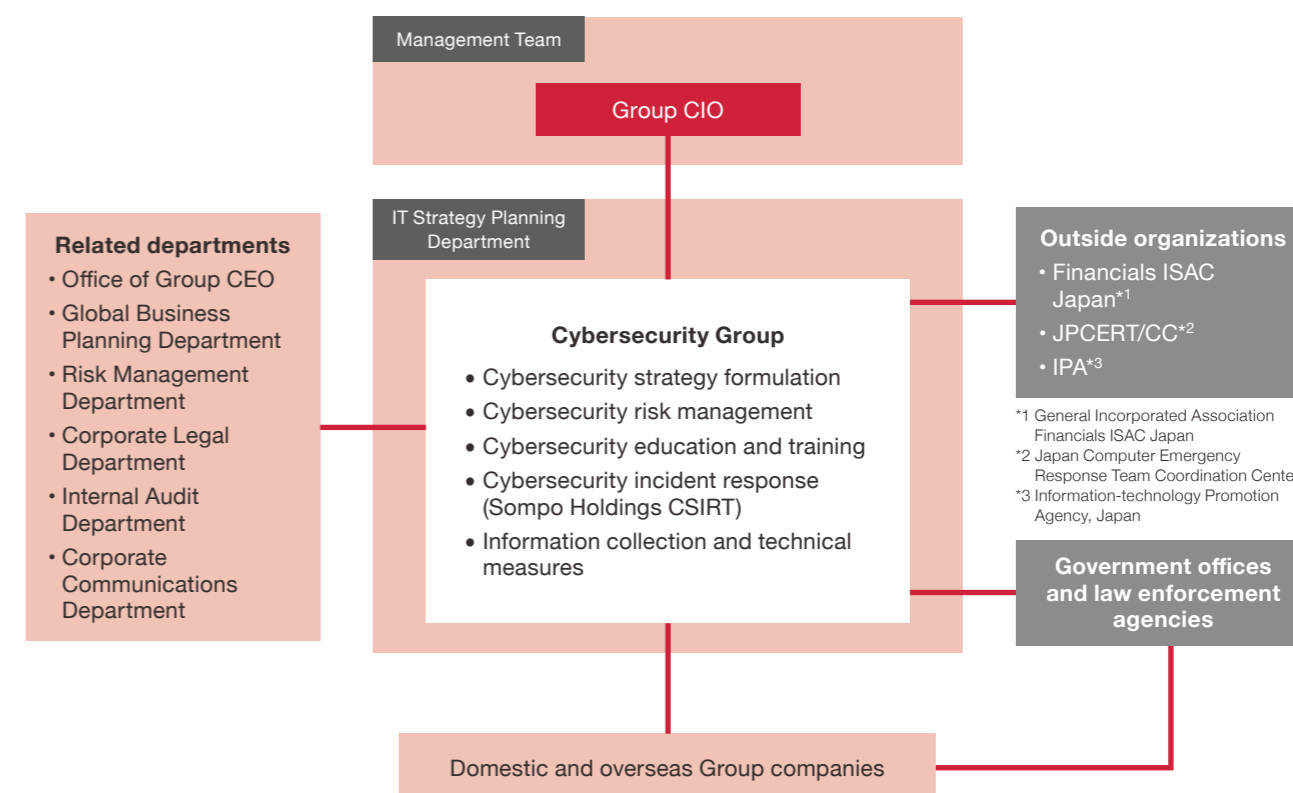 Management Team
Group CIO
IT Strategy Planning
Department
Related departments
• Office of Group CEO
• Global Business
Planning Department
• Risk Management
Department
• Corporate Legal
Department
• Internal Audit
Department
• Corporate
Communications
Department
Cybersecurity Group
• Cybersecurity strategy formulation
• Cybersecurity risk management
• Cybersecurity education and training
• Cybersecurity incident response
(Sompo Holdings CSIRT)
• Information collection and technical
measures
Outside organizations
• Financials ISAC
Japan*1
• JPCERT/CC*2
• IPA*3
*1 General Incorporated Association
Financials ISAC Japan
*2 Japan Computer Emergency
Response Team Coordination Cente
*3 Information-technology Promotion
Agency, Japan
Government offices
and law enforcement
agencies
Domestic and overseas Group companies